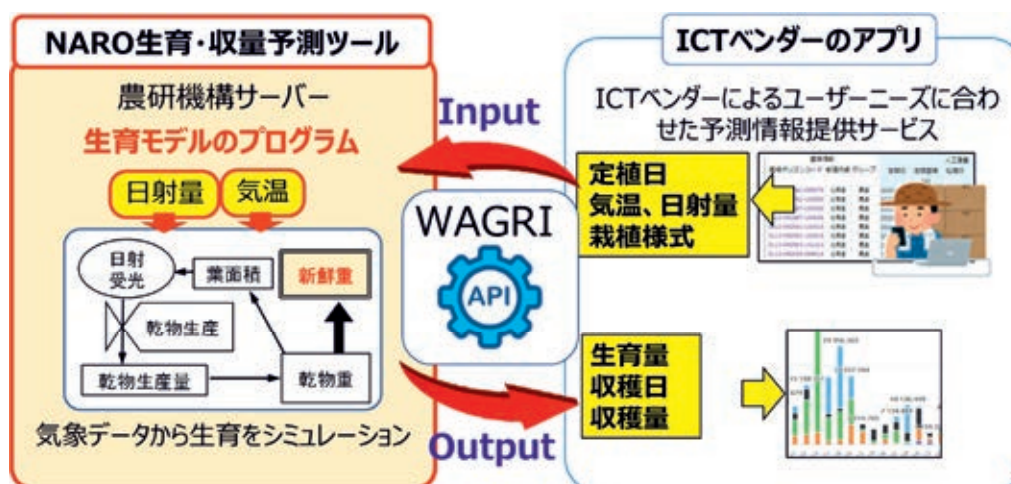 NARO生育・収量予測ツール
農研機構サーバー
生育モデルのプログラム
日射量
気温
日射
受光
葉面積
新鮮重
乾物生産
乾物生産量
乾物重
気象データから生育をシミュレーション
Input
WAGRI
API
Output
ICTベンダーのアプリ
ICTベンダーによるユーザーニーズに合わ
せた予測情報提供サービス
定植日
気温、日射量
栽植様式
生育量
収穫日
収穫量